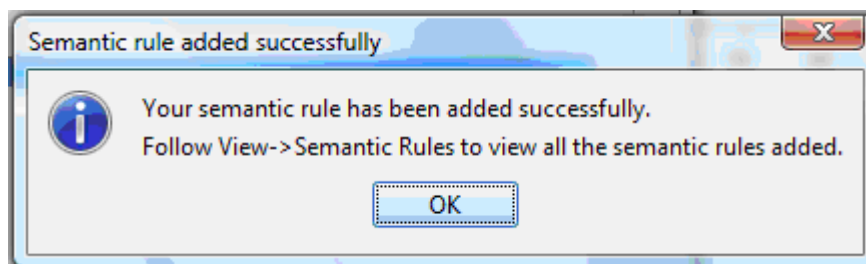 Semantic rule added successfully
Your semantic rule has been added successfully.
Follow View->Semantic Rules to view all the semantic rules added.
OK